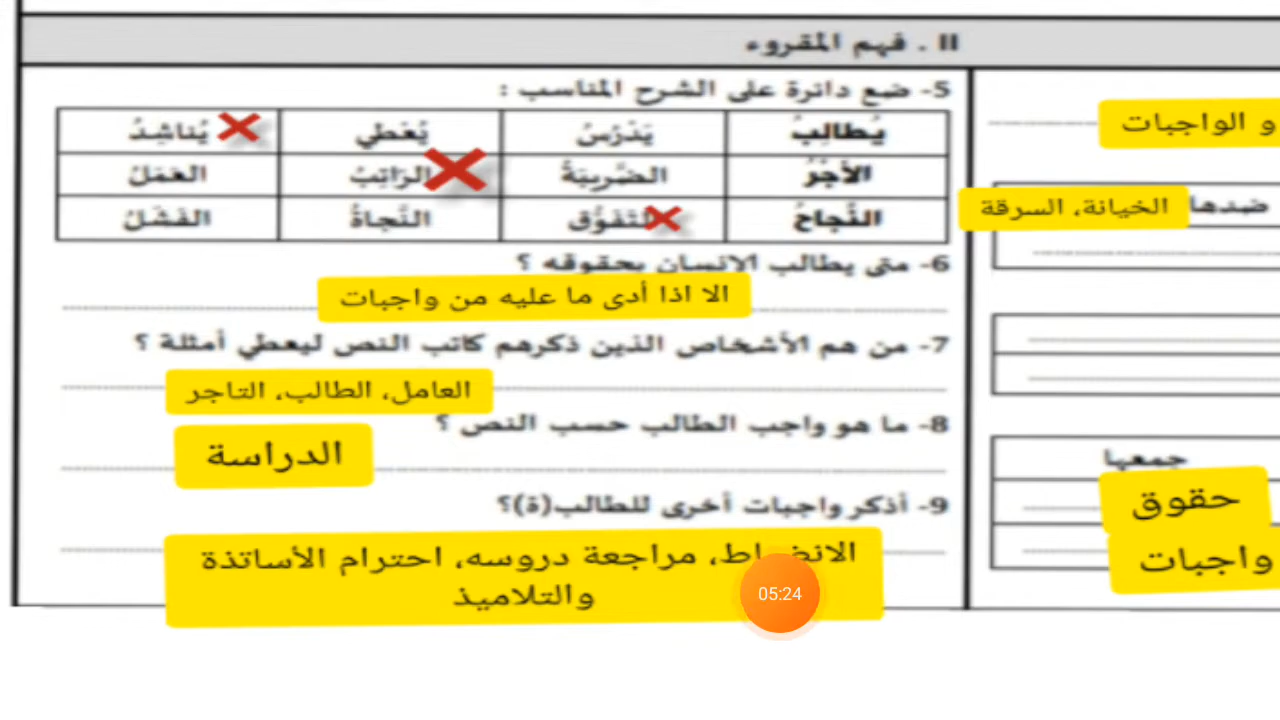 II . فهم المقروء
5- ضع دائرة على الشرح المناسب :
يُطالِبُ يَدْرُسُ يُعْطي يُناشِدُ
الأجْرُ الضَّرِيبَةُ الرّاتِبُ العَمَلُ
النَّجاحُ التَّفَوُّق النَّجاةُ الفَشَلُ
6- متى يطالب الانسان بحقوقه ؟
الا اذا أدى ما عليه من واجبات
7- من هم الأشخاص الذين ذكرهم كاتب النص ليعطي أمثلة ؟
العامل، الطالب، التاجر
8- ما هو واجب الطالب حسب النص ؟
الدراسة
9- أذكر واجبات أخرى للطالب(ة)؟
الانضباط، مراجعة دروسه، احترام الأساتذة
والتلاميذ
و الواجبات
ضدها الخيانة، السرقة
جمعها
حقوق
واجبات
05:24